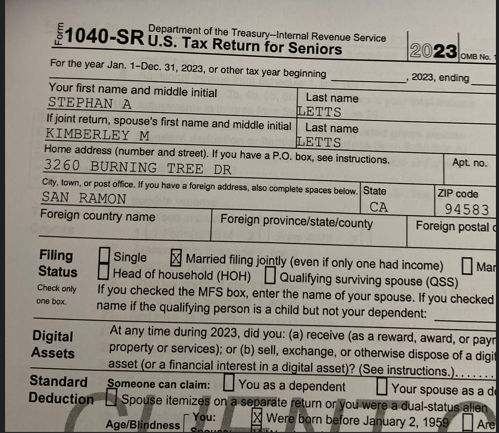 Form 1040-SR Department of the Treasury–Internal Revenue Service
U.S. Tax Return for Seniors 2023 OMB No. 1
For the year Jan. 1–Dec. 31, 2023, or other tax year beginning , 2023, ending
Your first name and middle initial Last name
STEPHAN A LETTS
If joint return, spouse's first name and middle initial Last name
KIMBERLEY M LETTS
Home address (number and street). If you have a P.O. box, see instructions. Apt. no.
3260 BURNING TREE DR
City, town, or post office. If you have a foreign address, also complete spaces below. State ZIP code
SAN RAMON CA 94583
Foreign country name Foreign province/state/county Foreign postal c
Filing Status Single X Married filing jointly (even if only had income) Mar
Head of household (HOH) Qualifying surviving spouse (QSS)
Check only one box. If you checked the MFS box, enter the name of your spouse. If you checked
name if the qualifying person is a child but not your dependent:
Digital Assets At any time during 2023, did you: (a) receive (as a reward, award, or payr
property or services); or (b) sell, exchange, or otherwise dispose of a digit
asset (or a financial interest in a digital asset)? (See instructions.)......
Standard Deduction Someone can claim: You as a dependent Your spouse as a de
Spouse itemizes on a separate return or you were a dual-status alien
Age/Blindness You: X Were born before January 2, 1959 Are
CLIENT